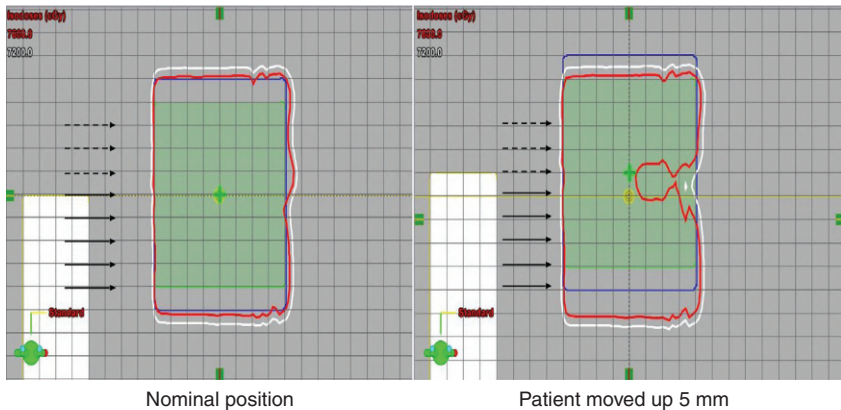 Isodoses (cGy)
7600.0
7200.0
Standard
Nominal position
Isodoses (cGy)
7600.0
7200.0
Standard
Patient moved up 5 mm